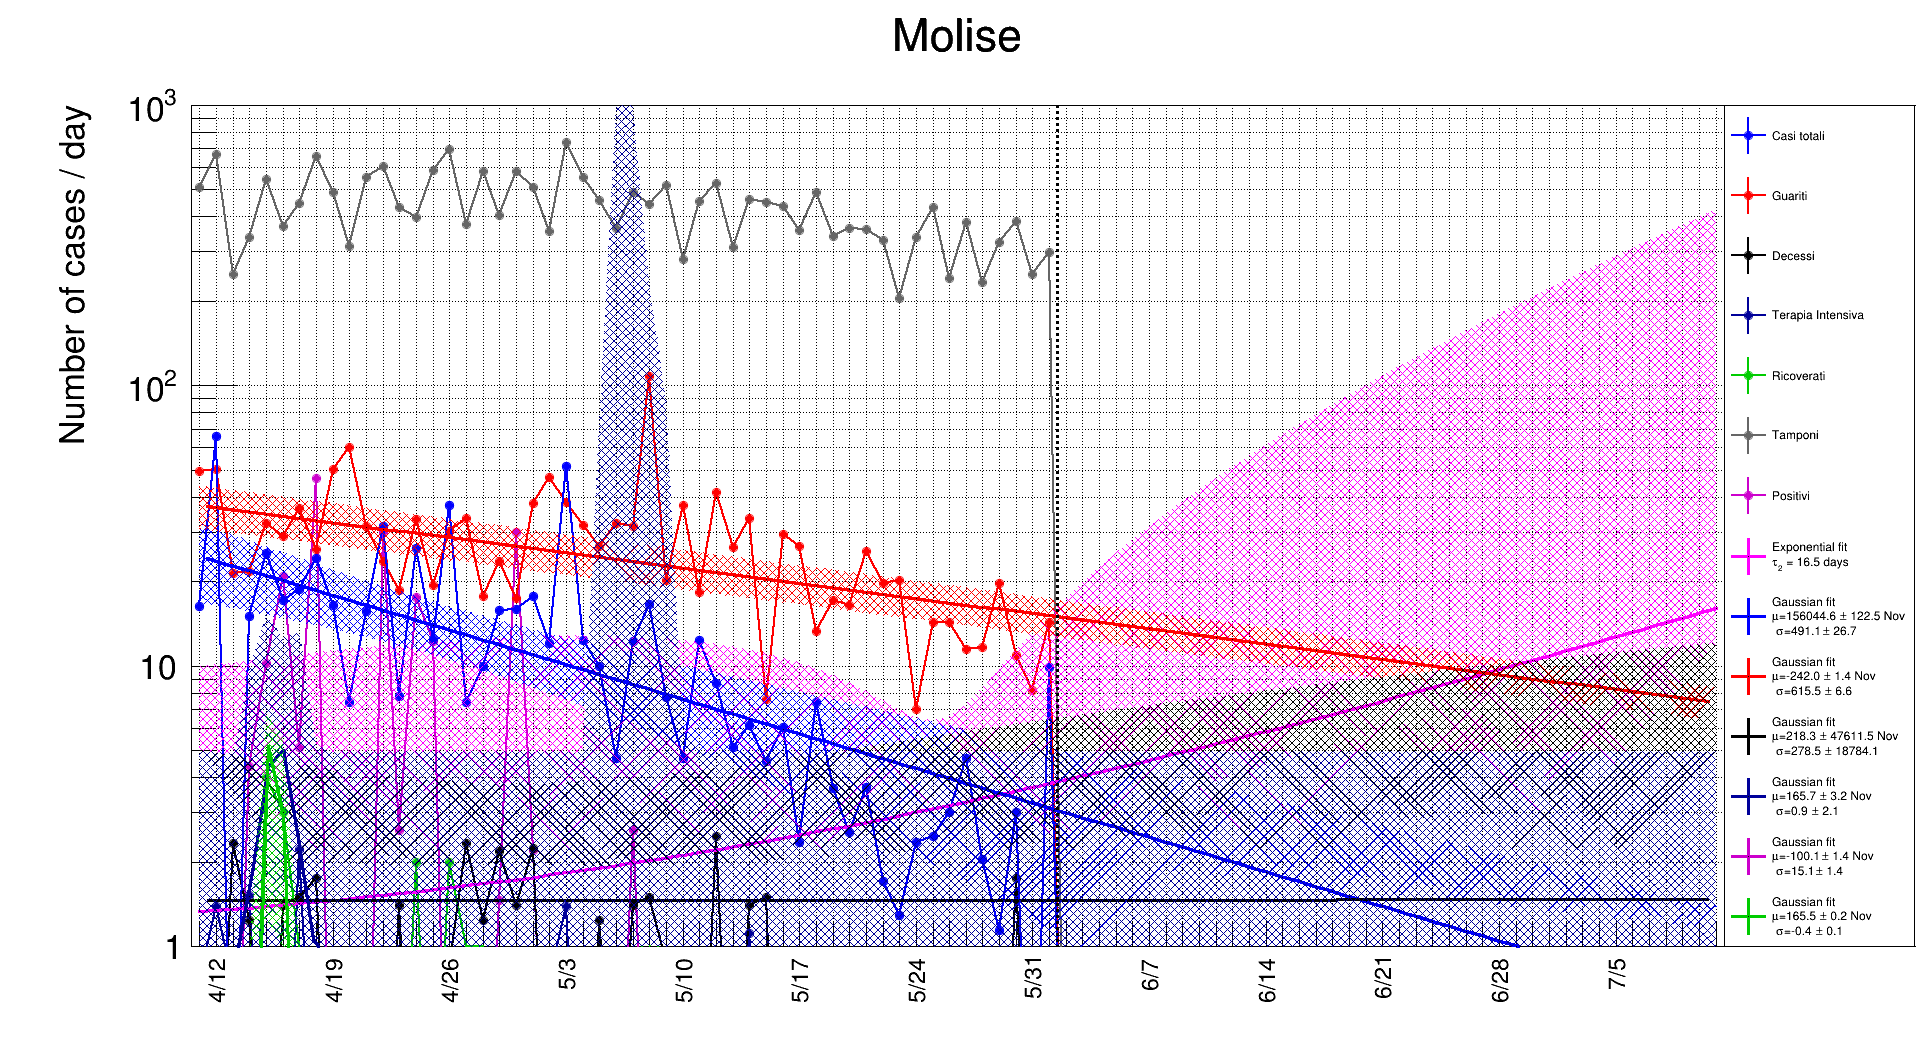 Molise
Number of cases / day
10³
10²
10
1
4/12
4/19
4/26
5/3
5/10
5/17
5/24
5/31
6/7
6/14
6/21
6/28
7/5
Casi totali
Guariti
Decessi
Terapia Intensiva
Ricoverati
Tamponi
Positivi
Exponential fit
τ₂ = 16.5 days
Gaussian fit
μ=156044.6 ± 122.5 Nov
σ=491.1 ± 26.7
Gaussian fit
μ=-242.0 ± 1.4 Nov
σ=615.5 ± 6.6
Gaussian fit
μ=218.3 ± 47611.5 Nov
σ=278.5 ± 18784.1
Gaussian fit
μ=165.7 ± 3.2 Nov
σ=0.9 ± 2.1
Gaussian fit
μ=-100.1 ± 1.4 Nov
σ=15.1 ± 1.4
Gaussian fit
μ=165.5 ± 0.2 Nov
σ=-0.4 ± 0.1